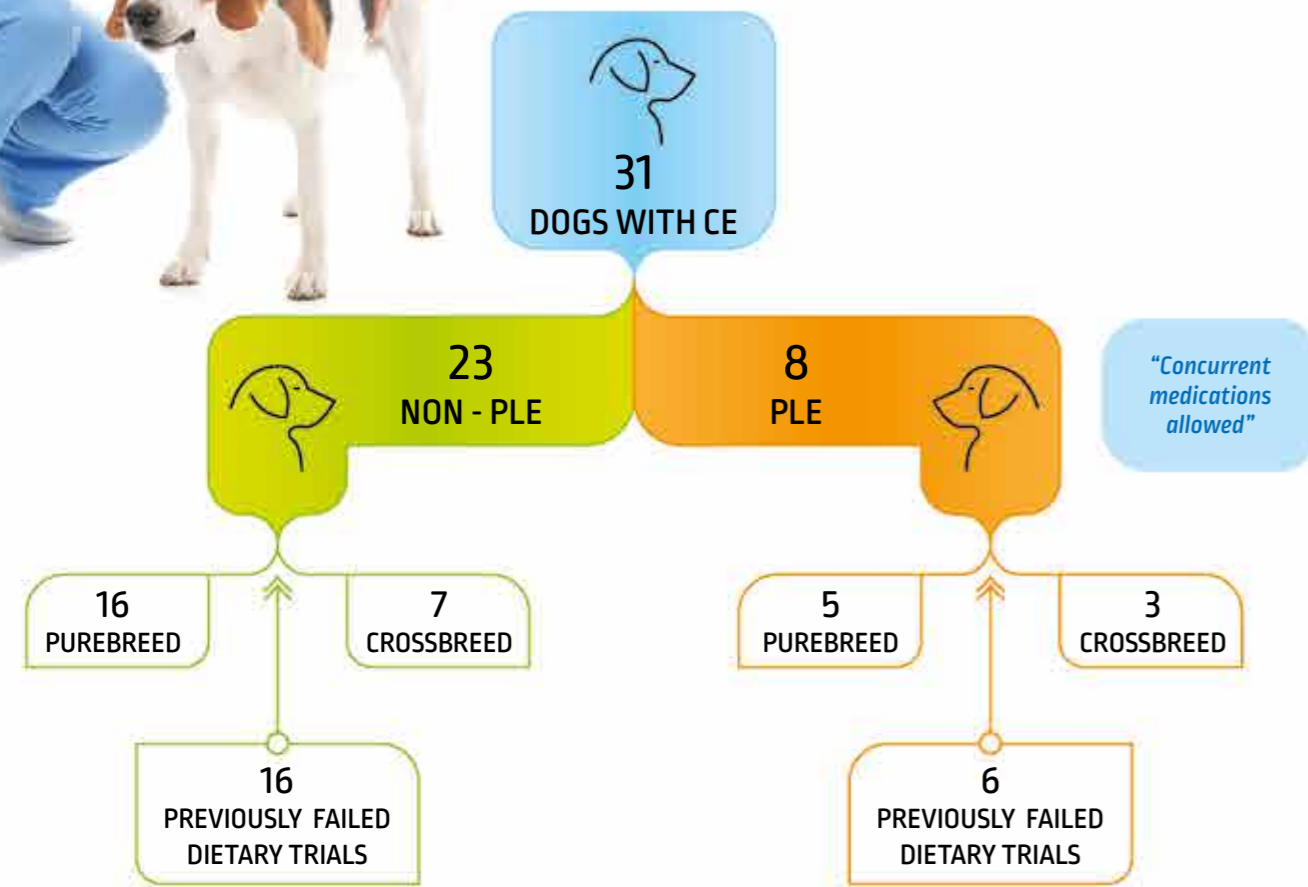 31
DOGS WITH CE
23
NON - PLE
8
PLE
“Concurrent
medications
allowed”
16
PUREBREED
7
CROSSBREED
5
PUREBREED
3
CROSSBREED
16
PREVIOUSLY FAILED
DIETARY TRIALS
6
PREVIOUSLY FAILED
DIETARY TRIALS